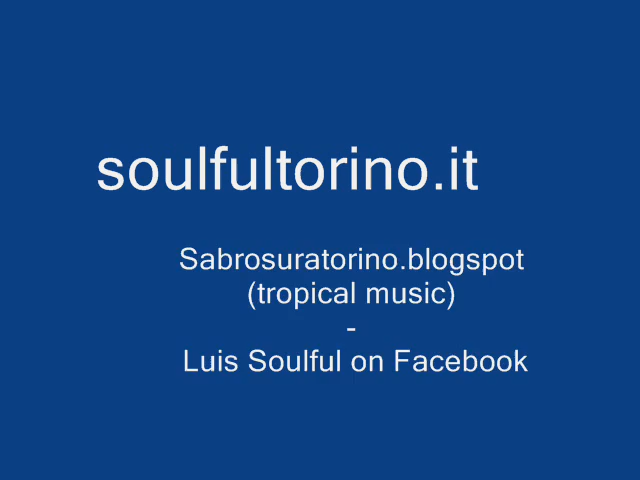 soulfultorino.it
Sabrosuratorino.blogspot
(tropical music)
-
Luis Soulful on Facebook